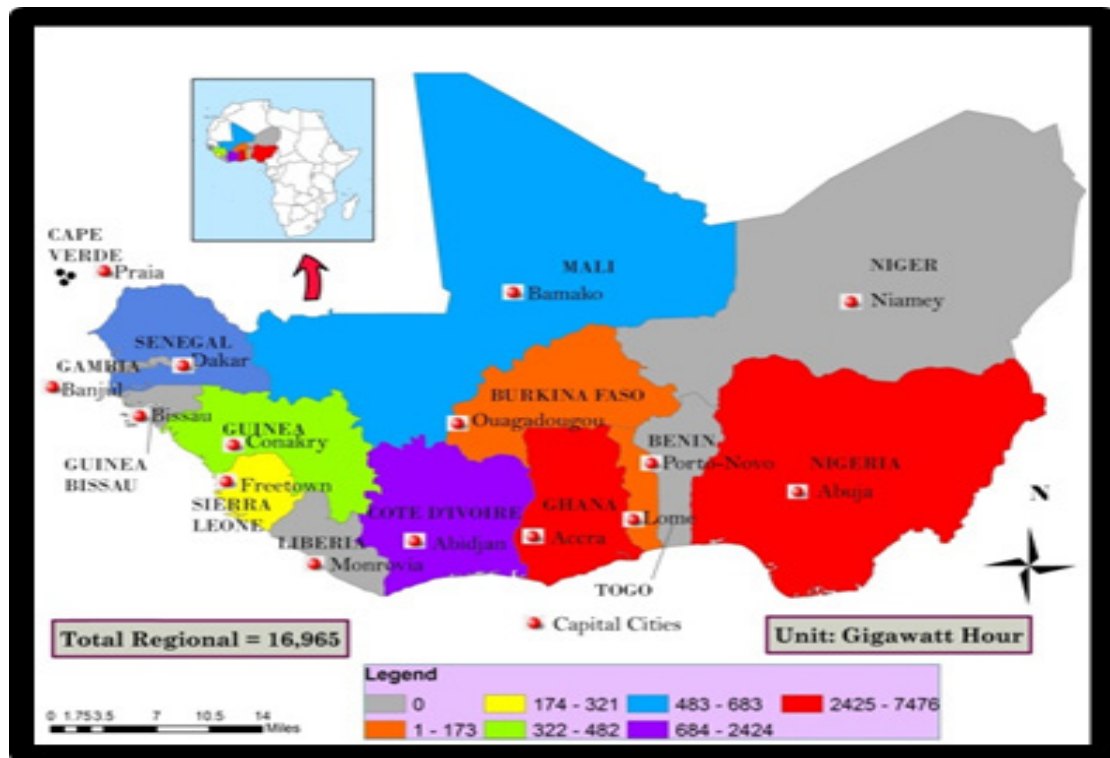 CAPE
VERDE
Praia
MALI
Bamako
NIGER
Niamey
SENEGAL
Dakar
GAMBIA
Banjul
BURKINA FASO
Ouagadougou
Bissau
GUINEA
Conakry
BENIN
Porto-Novo
GUINEA
BISSAU
NIGERIA
Abuja
Freetown
SIERRA
LEONE
COTE D'IVOIRE
Abidjan
GHANA
Accra
Lome
N
LIBERIA
Monrovia
TOGO
Capital Cities
Total Regional = 16,965
Unit: Gigawatt Hour
Legend
0 174 - 321 483 - 683 2425 - 7476
1 - 173 322 - 482 684 - 2424
0 1.75 3.5 7 10.5 14
Miles